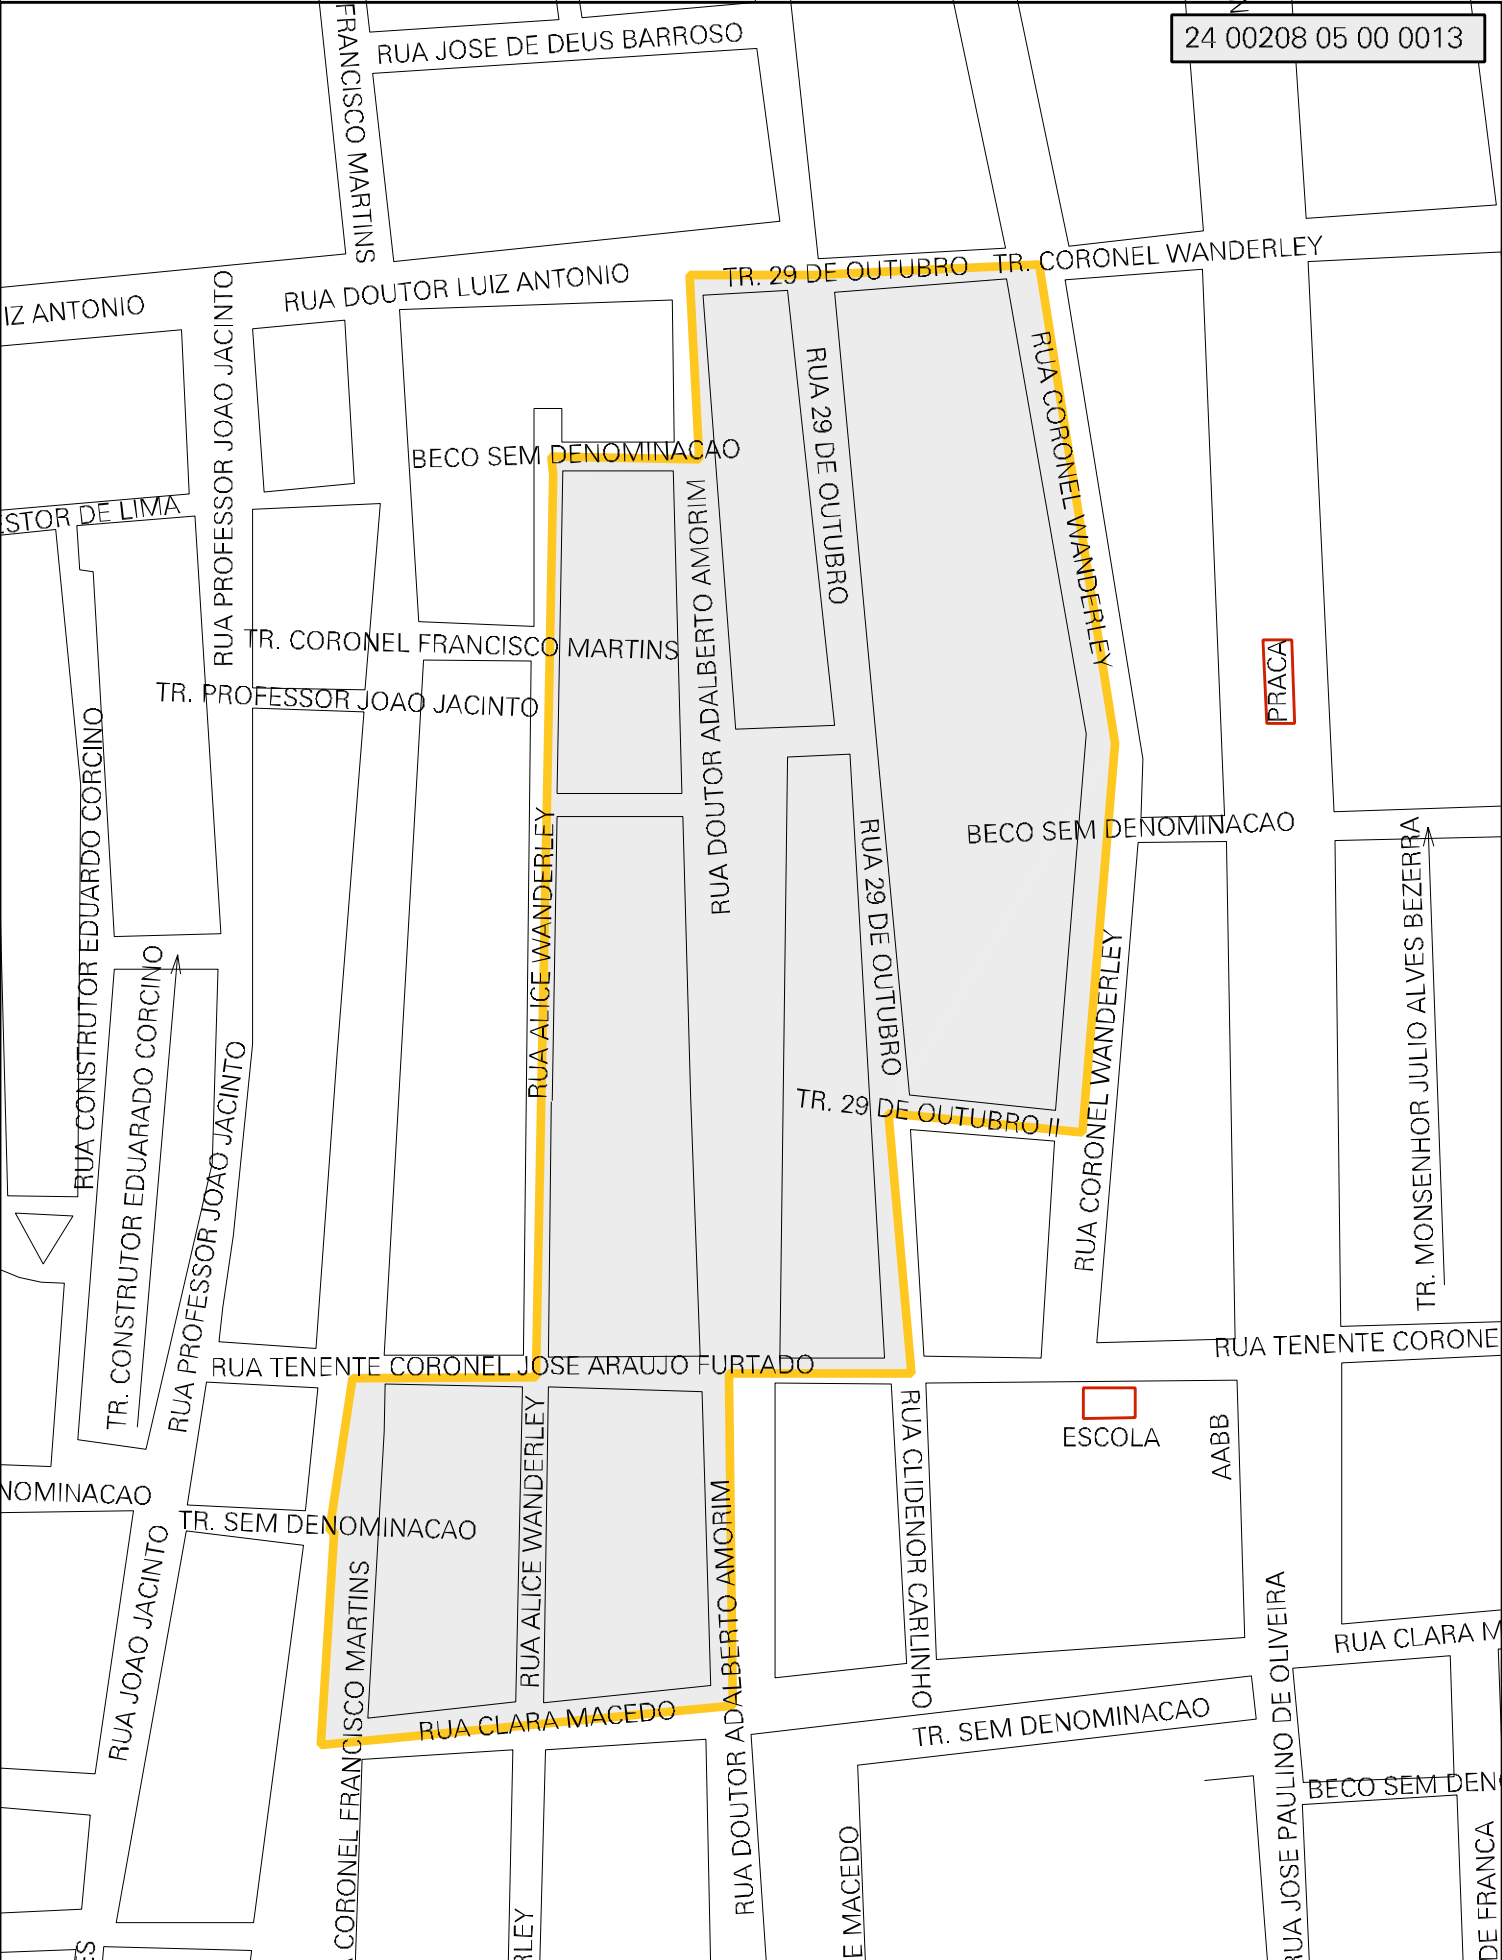 24 00208 05 00 0013
FRANCISCO MARTINS
RUA JOSE DE DEUS BARROSO
TR. 29 DE OUTUBRO
TR. CORONEL WANDERLEY
RUA DOUTOR LUIZ ANTONIO
IZ ANTONIO
RUA PROFESSOR JOAO JACINTO
RUA 29 DE OUTUBRO
RUA CORONEL WANDERLEY
BECO SEM DENOMINACAO
STOR DE LIMA
RUA DOUTOR ADALBERTO AMORIM
TR. CORONEL FRANCISCO MARTINS
TR. PROFESSOR JOAO JACINTO
PRACA
RUA CONSTRUTOR EDUARDO CORCINO
RUA ALICE WANDERLEY
RUA 29 DE OUTUBRO
BECO SEM DENOMINACAO
TR. MONSENHOR JULIO ALVES BEZERRA
TR. CONSTRUTOR EDUARADO CORCINO
RUA PROFESSOR JOAO JACINTO
RUA CORONEL WANDERLEY
TR. 29 DE OUTUBRO II
RUA TENENTE CORONE
RUA TENENTE CORONEL JOSE ARAUJO FURTADO
RUA ALICE WANDERLEY
RUA CLIDENOR CARLINHO
ESCOLA
AABB
NOMINACAO
TR. SEM DENOMINACAO
RUA JOAO JACINTO
CORONEL FRANCISCO MARTINS
RUA DOUTOR ADALBERTO AMORIM
RUA JOSE PAULINO DE OLIVEIRA
RUA CLARA M
RUA CLARA MACEDO
TR. SEM DENOMINACAO
BECO SEM DEN
E MACEDO
DE FRANCA
RLEY